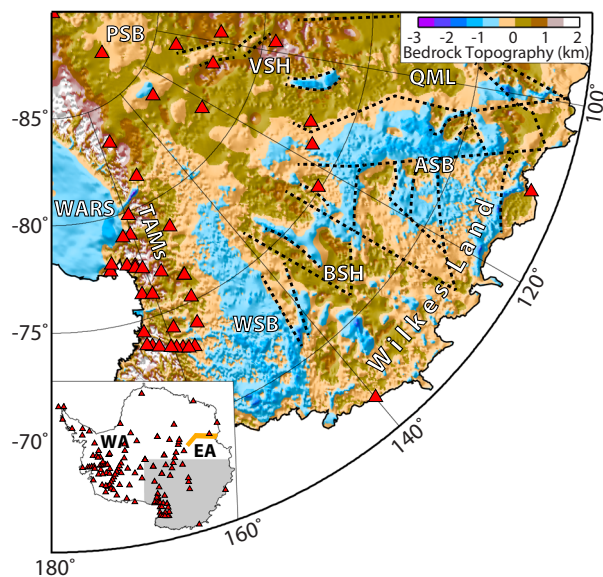 -3 -2 -1 0 1 2
Bedrock Topography (km)
PSB
VSH
QML
100°
-85°
ASB
WARS
TAMs
-80°
120°
BSH
Wilkes Land
-75°
WSB
-70°
WA
EA
140°
160°
180°